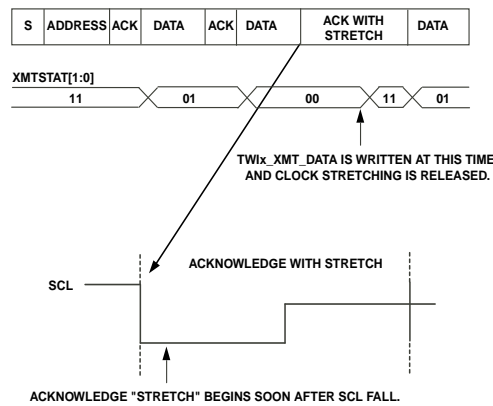 S ADDRESS ACK DATA ACK DATA ACK WITH STRETCH DATA
XMTSTAT[1:0]
11 01 00 11 01
TWIx_XMT_DATA IS WRITTEN AT THIS TIME
AND CLOCK STRETCHING IS RELEASED.
ACKNOWLEDGE WITH STRETCH
SCL
ACKNOWLEDGE "STRETCH" BEGINS SOON AFTER SCL FALL.